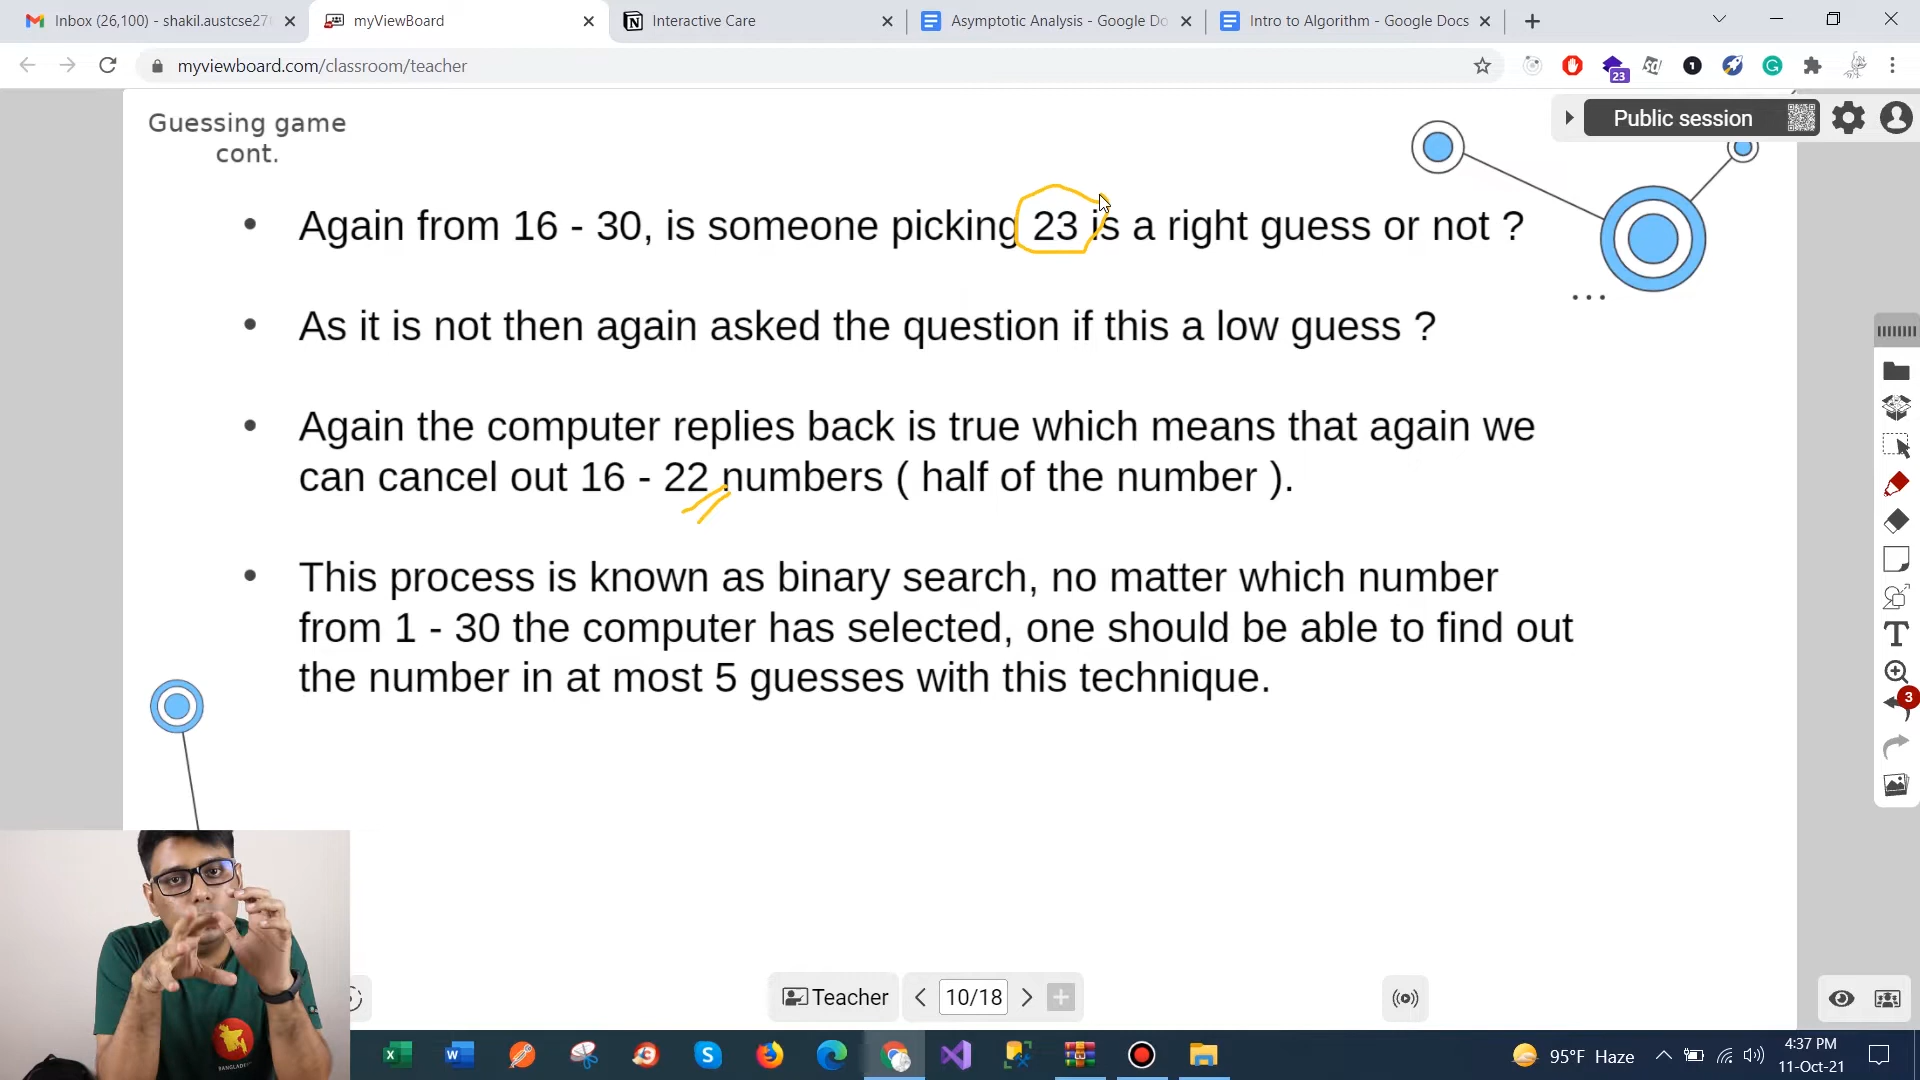 Inbox (26,100) - shakil.austcse27
myViewBoard
Interactive Care
Asymptotic Analysis - Google Do
Intro to Algorithm - Google Docs
myviewboard.com/classroom/teacher
23
Guessing game
cont.
Public session
• Again from 16 - 30, is someone picking 23 is a right guess or not ?
• As it is not then again asked the question if this a low guess ?
• Again the computer replies back is true which means that again we
can cancel out 16 - 22 numbers ( half of the number ).
• This process is known as binary search, no matter which number
from 1 - 30 the computer has selected, one should be able to find out
the number in at most 5 guesses with this technique.
3
BANGLADESH
Teacher
10/18
95°F Haze
4:37 PM
11-Oct-21